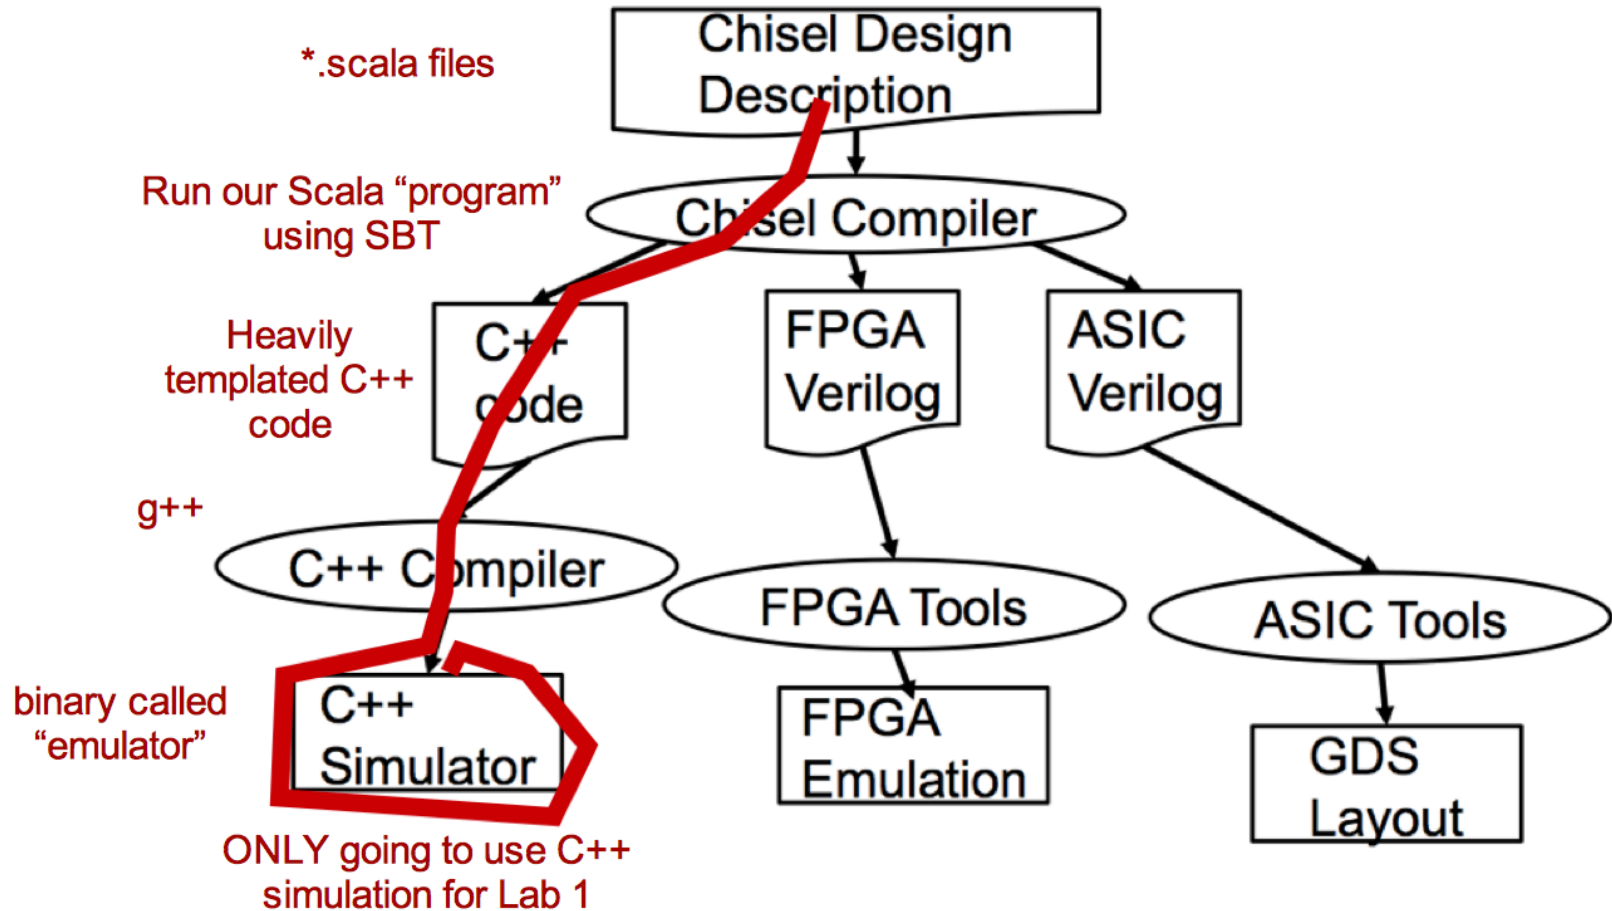 *.scala files
Chisel Design
Description
Run our Scala “program”
using SBT
Chisel Compiler
Heavily
templated C++
code
C++
code
FPGA
Verilog
ASIC
Verilog
g++
C++ Compiler
FPGA Tools
ASIC Tools
binary called
“emulator”
C++
Simulator
FPGA
Emulation
GDS
Layout
ONLY going to use C++
simulation for Lab 1